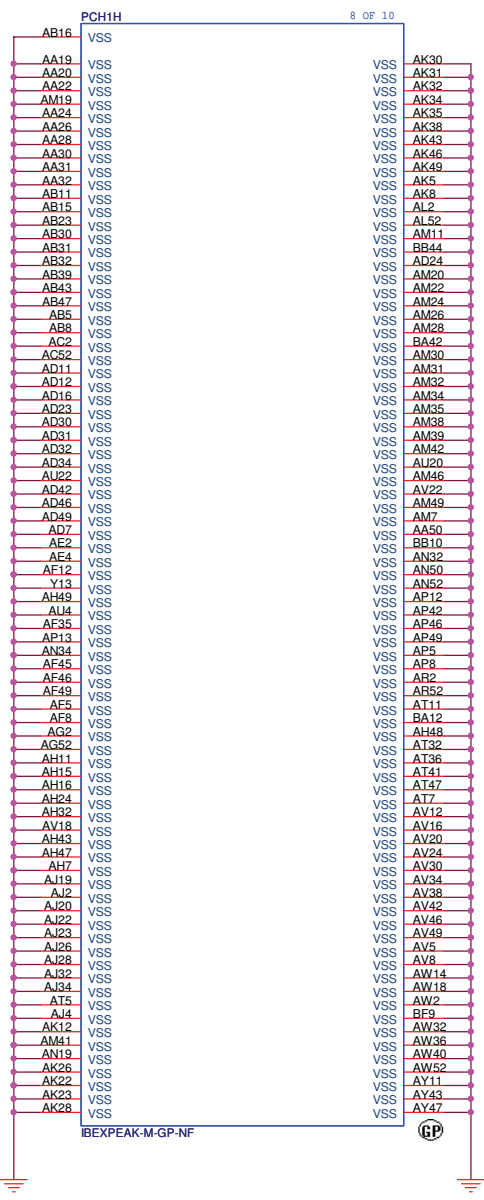 PCH1H 8 OF 10
AB16 VSS
AA19 VSS VSS AK30
AA20 VSS VSS AK31
AA22 VSS VSS AK32
AM19 VSS VSS AK34
AA24 VSS VSS AK35
AA26 VSS VSS AK38
AA28 VSS VSS AK43
AA30 VSS VSS AK46
AA31 VSS VSS AK49
AA32 VSS VSS AK5
AB11 VSS VSS AK8
AB15 VSS VSS AL2
AB23 VSS VSS AL52
AB30 VSS VSS AM11
AB31 VSS VSS BB44
AB32 VSS VSS AD24
AB39 VSS VSS AM20
AB43 VSS VSS AM22
AB47 VSS VSS AM24
AB5 VSS VSS AM26
AB8 VSS VSS AM28
AC2 VSS VSS BA42
AC52 VSS VSS AM30
AD11 VSS VSS AM31
AD12 VSS VSS AM32
AD16 VSS VSS AM34
AD23 VSS VSS AM35
AD30 VSS VSS AM38
AD31 VSS VSS AM39
AD32 VSS VSS AM42
AD34 VSS VSS AU20
AU22 VSS VSS AM46
AD42 VSS VSS AV22
AD46 VSS VSS AM49
AD49 VSS VSS AM7
AD7 VSS VSS AA50
AE2 VSS VSS BB10
AE4 VSS VSS AN32
AF12 VSS VSS AN50
Y13 VSS VSS AN52
AH49 VSS VSS AP12
AU4 VSS VSS AP42
AF35 VSS VSS AP46
AP13 VSS VSS AP49
AN34 VSS VSS AP5
AF45 VSS VSS AP8
AF46 VSS VSS AR2
AF49 VSS VSS AR52
AF5 VSS VSS AT11
AF8 VSS VSS BA12
AG2 VSS VSS AH48
AG52 VSS VSS AT32
AH11 VSS VSS AT36
AH15 VSS VSS AT41
AH16 VSS VSS AT47
AH24 VSS VSS AT7
AH32 VSS VSS AV12
AV18 VSS VSS AV16
AH43 VSS VSS AV20
AH47 VSS VSS AV24
AH7 VSS VSS AV30
AJ19 VSS VSS AV34
AJ2 VSS VSS AV38
AJ20 VSS VSS AV42
AJ22 VSS VSS AV46
AJ23 VSS VSS AV49
AJ26 VSS VSS AV5
AJ28 VSS VSS AV8
AJ32 VSS VSS AW14
AJ34 VSS VSS AW18
AT5 VSS VSS AW2
AJ4 VSS VSS BF9
AK12 VSS VSS AW32
AM41 VSS VSS AW36
AN19 VSS VSS AW40
AK26 VSS VSS AW52
AK22 VSS VSS AY11
AK23 VSS VSS AY43
AK28 VSS VSS AY47
IBEXPEAK-M-GP-NF GP